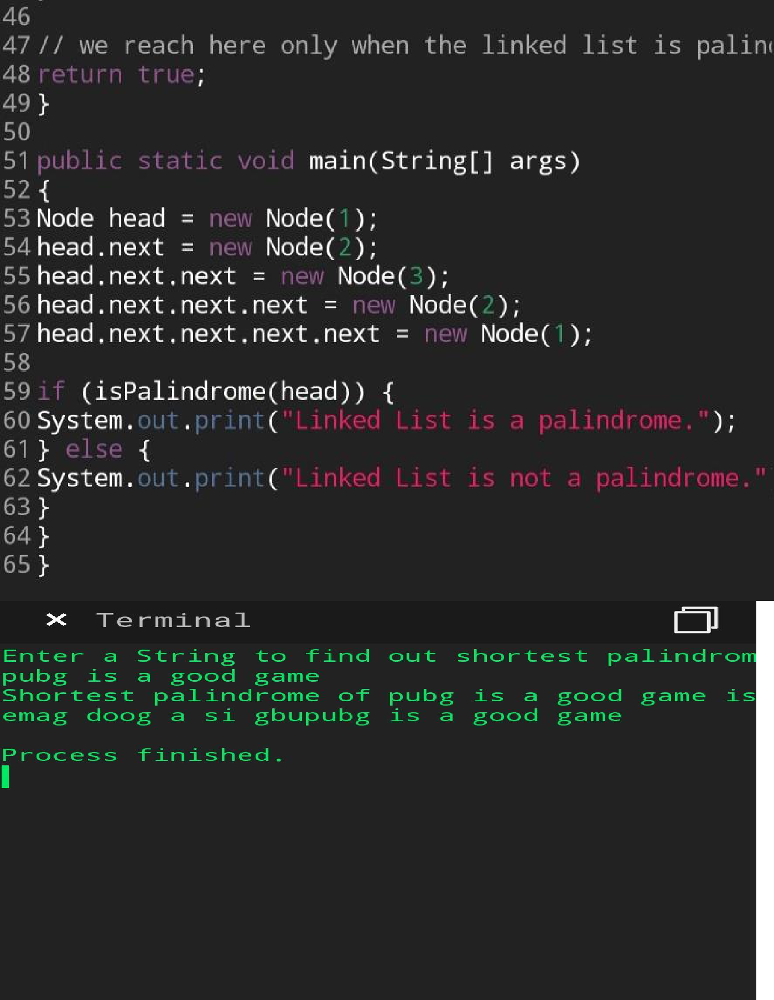 46
47 // we reach here only when the linked list is palin
48 return true;
49 }
50
51 public static void main(String[] args)
52 {
53 Node head = new Node(1);
54 head.next = new Node(2);
55 head.next.next = new Node(3);
56 head.next.next.next = new Node(2);
57 head.next.next.next.next = new Node(1);
58
59 if (isPalindrome(head)) {
60 System.out.print("Linked List is a palindrome.");
61 } else {
62 System.out.print("Linked List is not a palindrome."
63 }
64 }
65 }
× Terminal
Enter a String to find out shortest palindrom
pubg is a good game
Shortest palindrome of pubg is a good game is
emag doog a si gbupubg is a good game
Process finished.